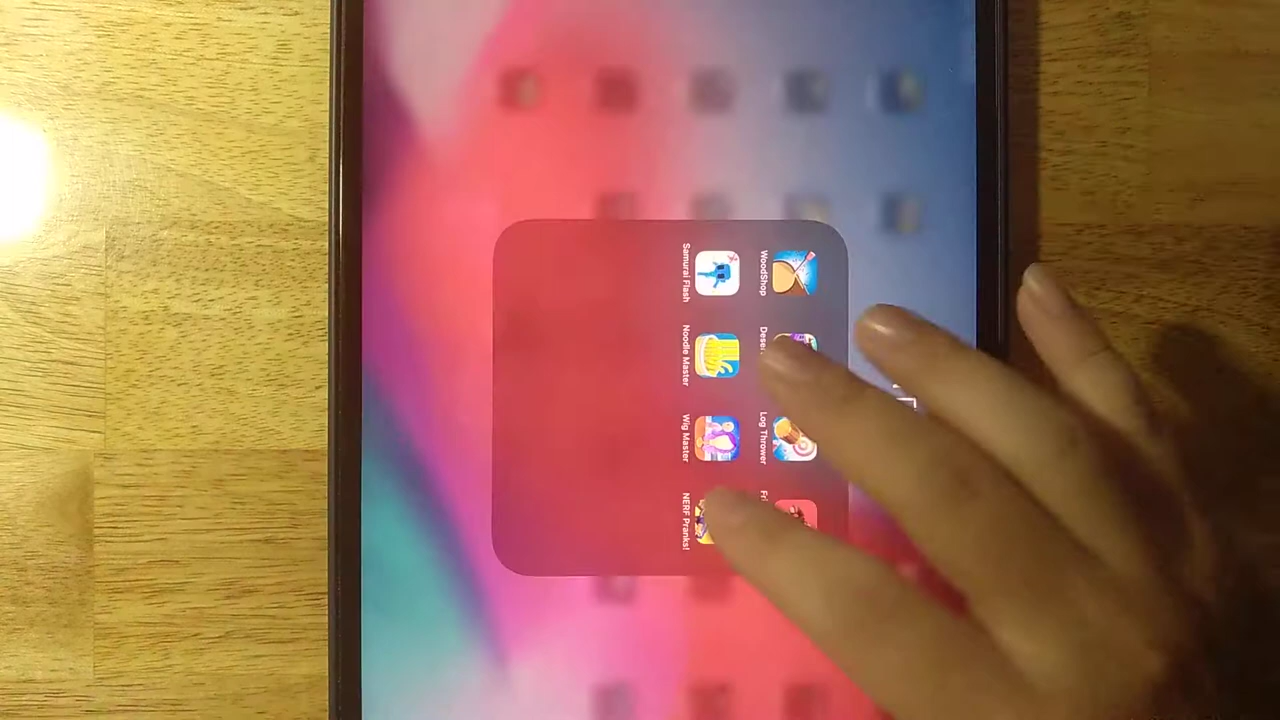 WoodShop
Log Thrower
Samurai Flash
Noodle Master
Wig Master
NERF Pranks!